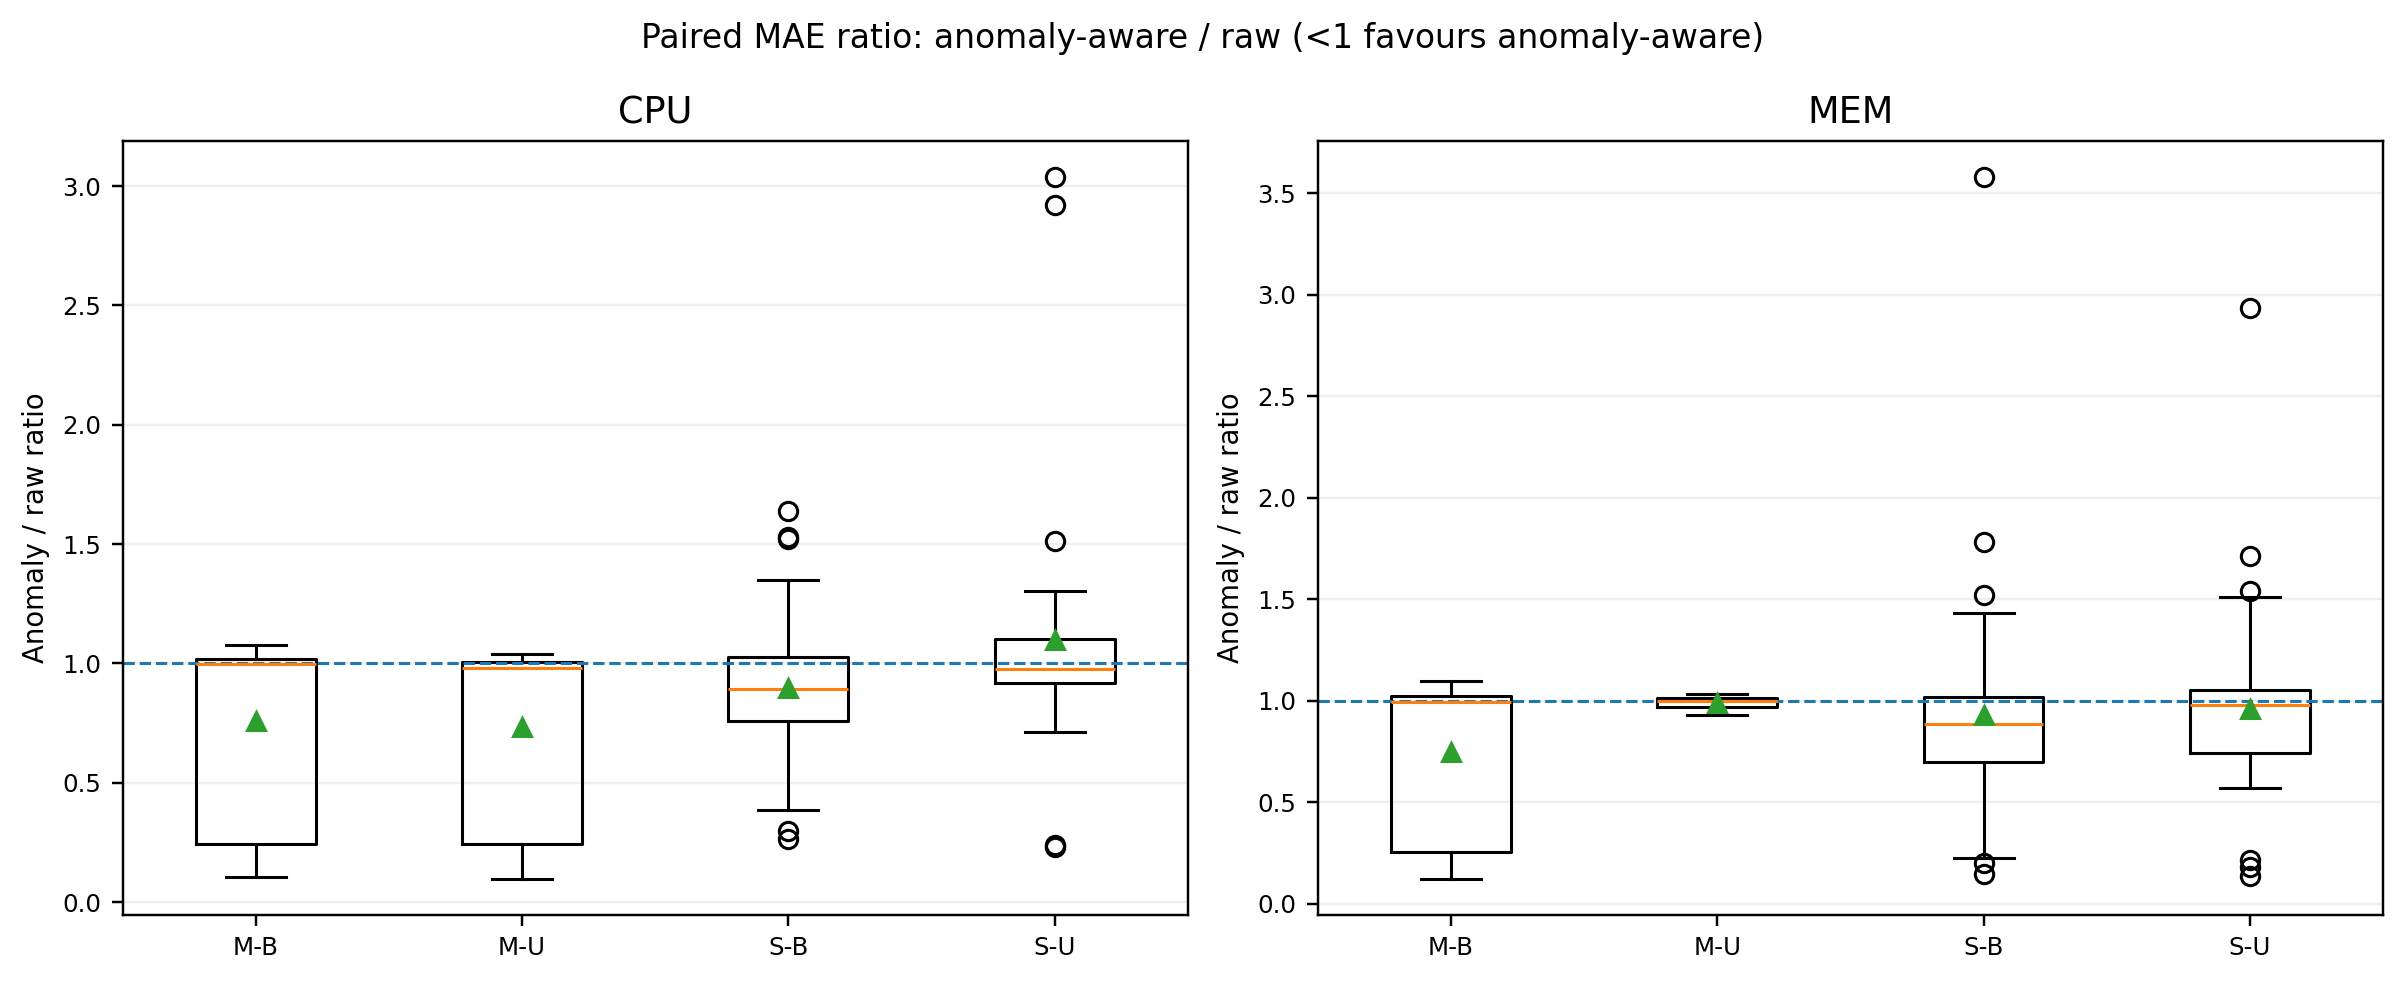 Paired MAE ratio: anomaly-aware / raw (<1 favours anomaly-aware)
CPU
Anomaly / raw ratio
3.0
2.5
2.0
1.5
1.0
0.5
0.0
M-B M-U S-B S-U
MEM
Anomaly / raw ratio
3.5
3.0
2.5
2.0
1.5
1.0
0.5
0.0
M-B M-U S-B S-U